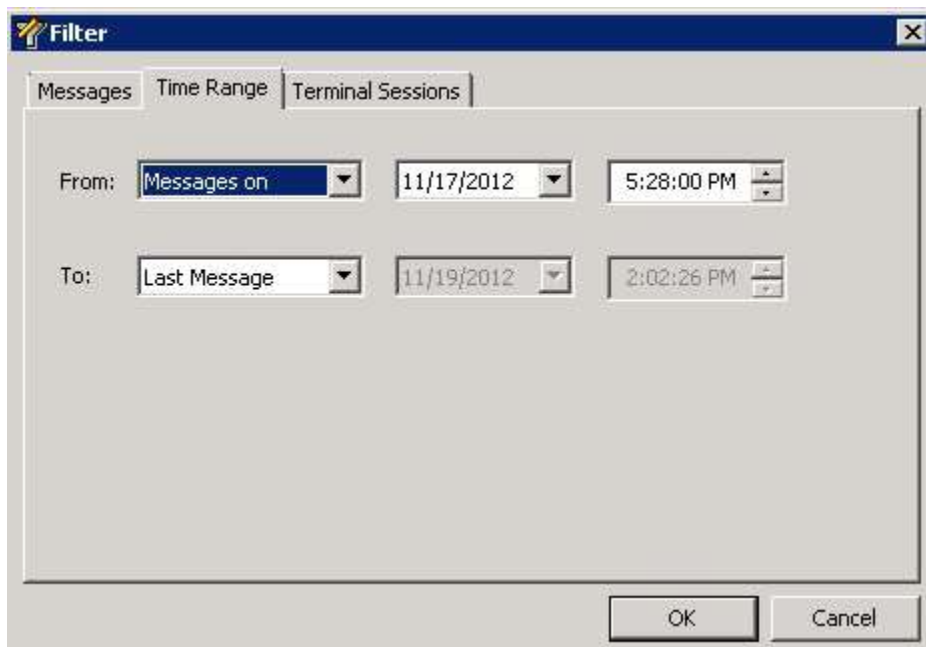 Filter
Messages Time Range Terminal Sessions
From: Messages on 11/17/2012 5:28:00 PM
To: Last Message 11/19/2012 2:02:26 PM
OK Cancel